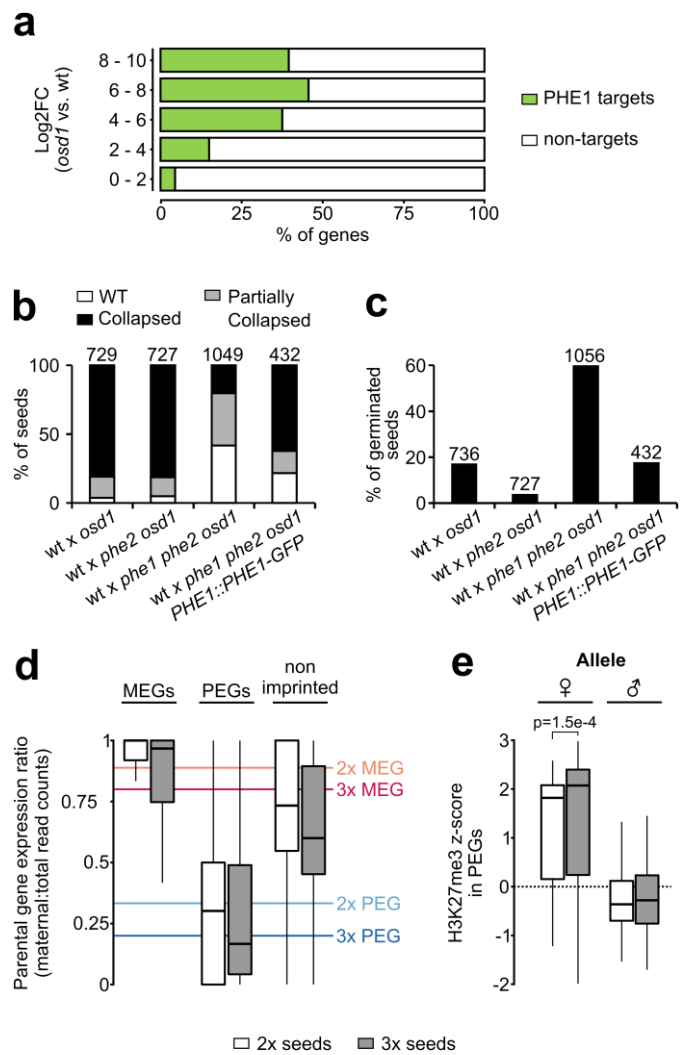 a
Log2FC
(osd1 vs. wt)
8 - 10
6 - 8
4 - 6
2 - 4
0 - 2
0 25 50 75 100
% of genes
PHE1 targets
non-targets
b
WT
Collapsed
Partially
Collapsed
% of seeds
100
50
0
729 727 1049 432
wt x osd1
wt x phe2 osd1
wt x phe1 phe2 osd1
wt x phe1 phe2 osd1
PHE1::PHE1-GFP
c
% of germinated
seeds
60
40
20
0
736 727 1056 432
wt x osd1
wt x phe2 osd1
wt x phe1 phe2 osd1
wt x phe1 phe2 osd1
PHE1::PHE1-GFP
d
MEGs PEGs non
imprinted
Parental gene expression ratio
(maternal:total read counts)
1
0.75
0.5
0.25
0
2x MEG
3x MEG
2x PEG
3x PEG
e
Allele
♀ ♂
p=1.5e-4
H3K27me3 z-score
in PEGs
3
2
1
0
-1
-2
2x seeds 3x seeds